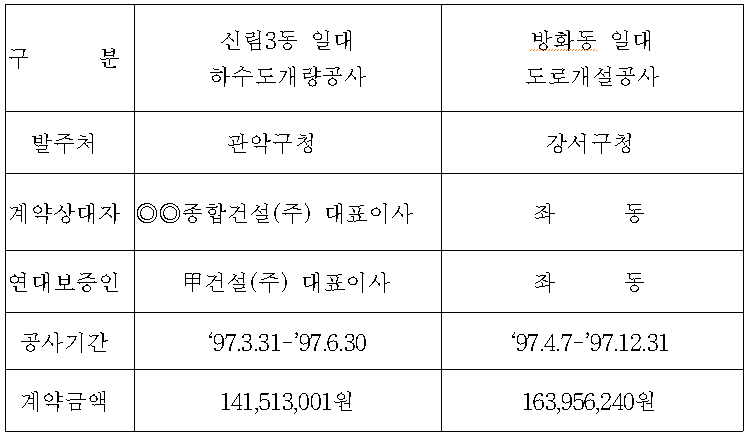 구 분
신림3동 일대
하수도개량공사
방화동 일대
도로개설공사
발주처
관악구청
강서구청
계약상대자
◎◎종합건설(주) 대표이사
좌 동
연대보증인
甲건설(주) 대표이사
좌 동
공사기간
‘97.3.31-’97.6.30
‘97.4.7-’97.12.31
계약금액
141,513,001원
163,956,240원